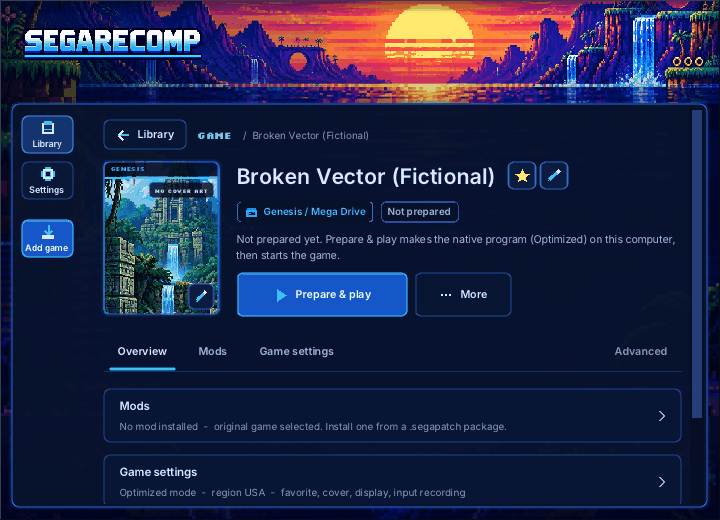 SEGARECOMP
Library
Settings
Add game
Library
GAME / Broken Vector (Fictional)
GENESIS
NO COVER ART
Broken Vector (Fictional)
Genesis / Mega Drive
Not prepared
Not prepared yet. Prepare & play makes the native program (Optimized) on this computer,
then starts the game.
Prepare & play
··· More
Overview
Mods
Game settings
Advanced
Mods
No mod installed - original game selected. Install one from a .segapatch package.
Game settings
Optimized mode - region USA - favorite, cover, display, input recording